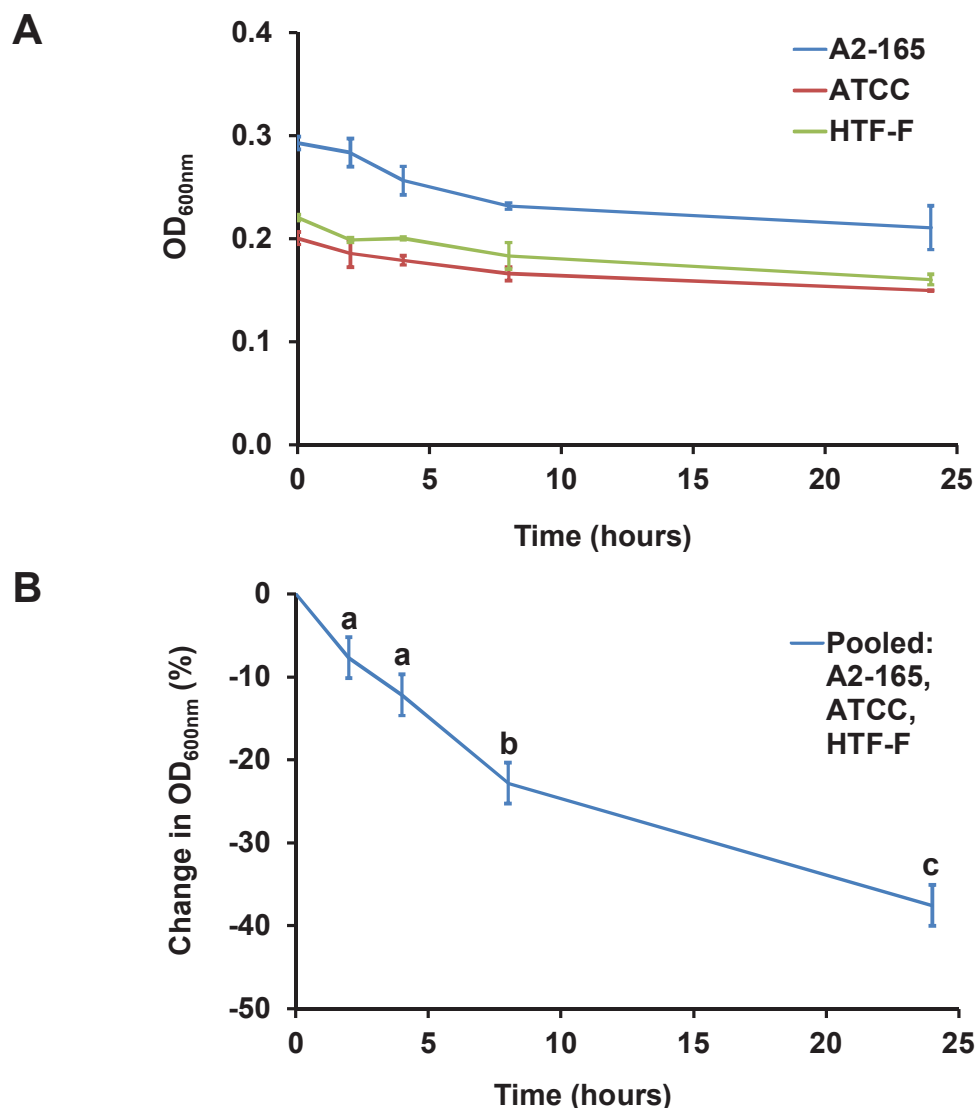 A
0.4
0.3
0.2
0.1
0.0
OD600nm
0 5 10 15 20 25
Time (hours)
A2-165
ATCC
HTF-F
B
0
-10
-20
-30
-40
-50
Change in OD600nm (%)
a
a
b
c
0 5 10 15 20 25
Time (hours)
Pooled:
A2-165,
ATCC,
HTF-F